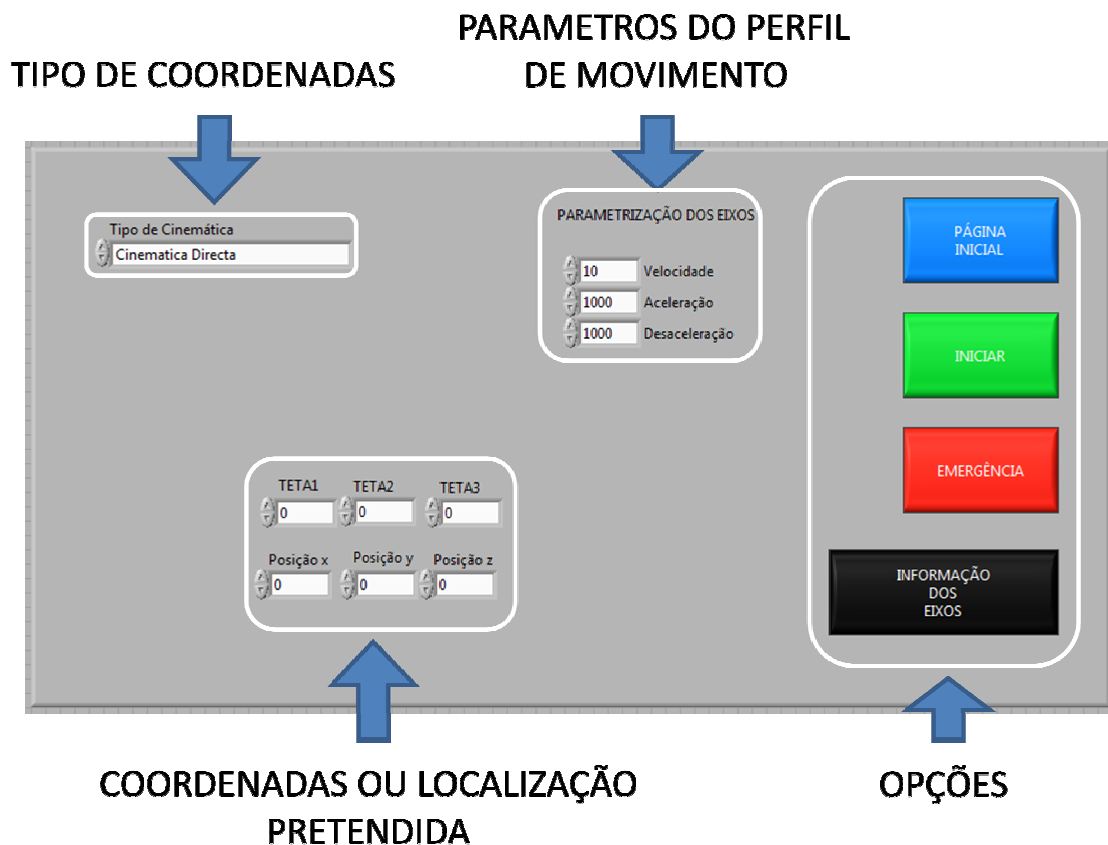 PARAMETROS DO PERFIL
DE MOVIMENTO
TIPO DE COORDENADAS
Tipo de Cinemática
Cinematica Directa
PARAMETRIZAÇÃO DOS EIXOS
10 Velocidade
1000 Aceleração
1000 Desaceleração
PÁGINA
INICIAL
INICIAR
EMERGÊNCIA
INFORMAÇÃO
DOS
EIXOS
TETA1 TETA2 TETA3
0 0 0
Posição x Posição y Posição z
0 0 0
COORDENADAS OU LOCALIZAÇÃO
PRETENDIDA
OPÇÕES